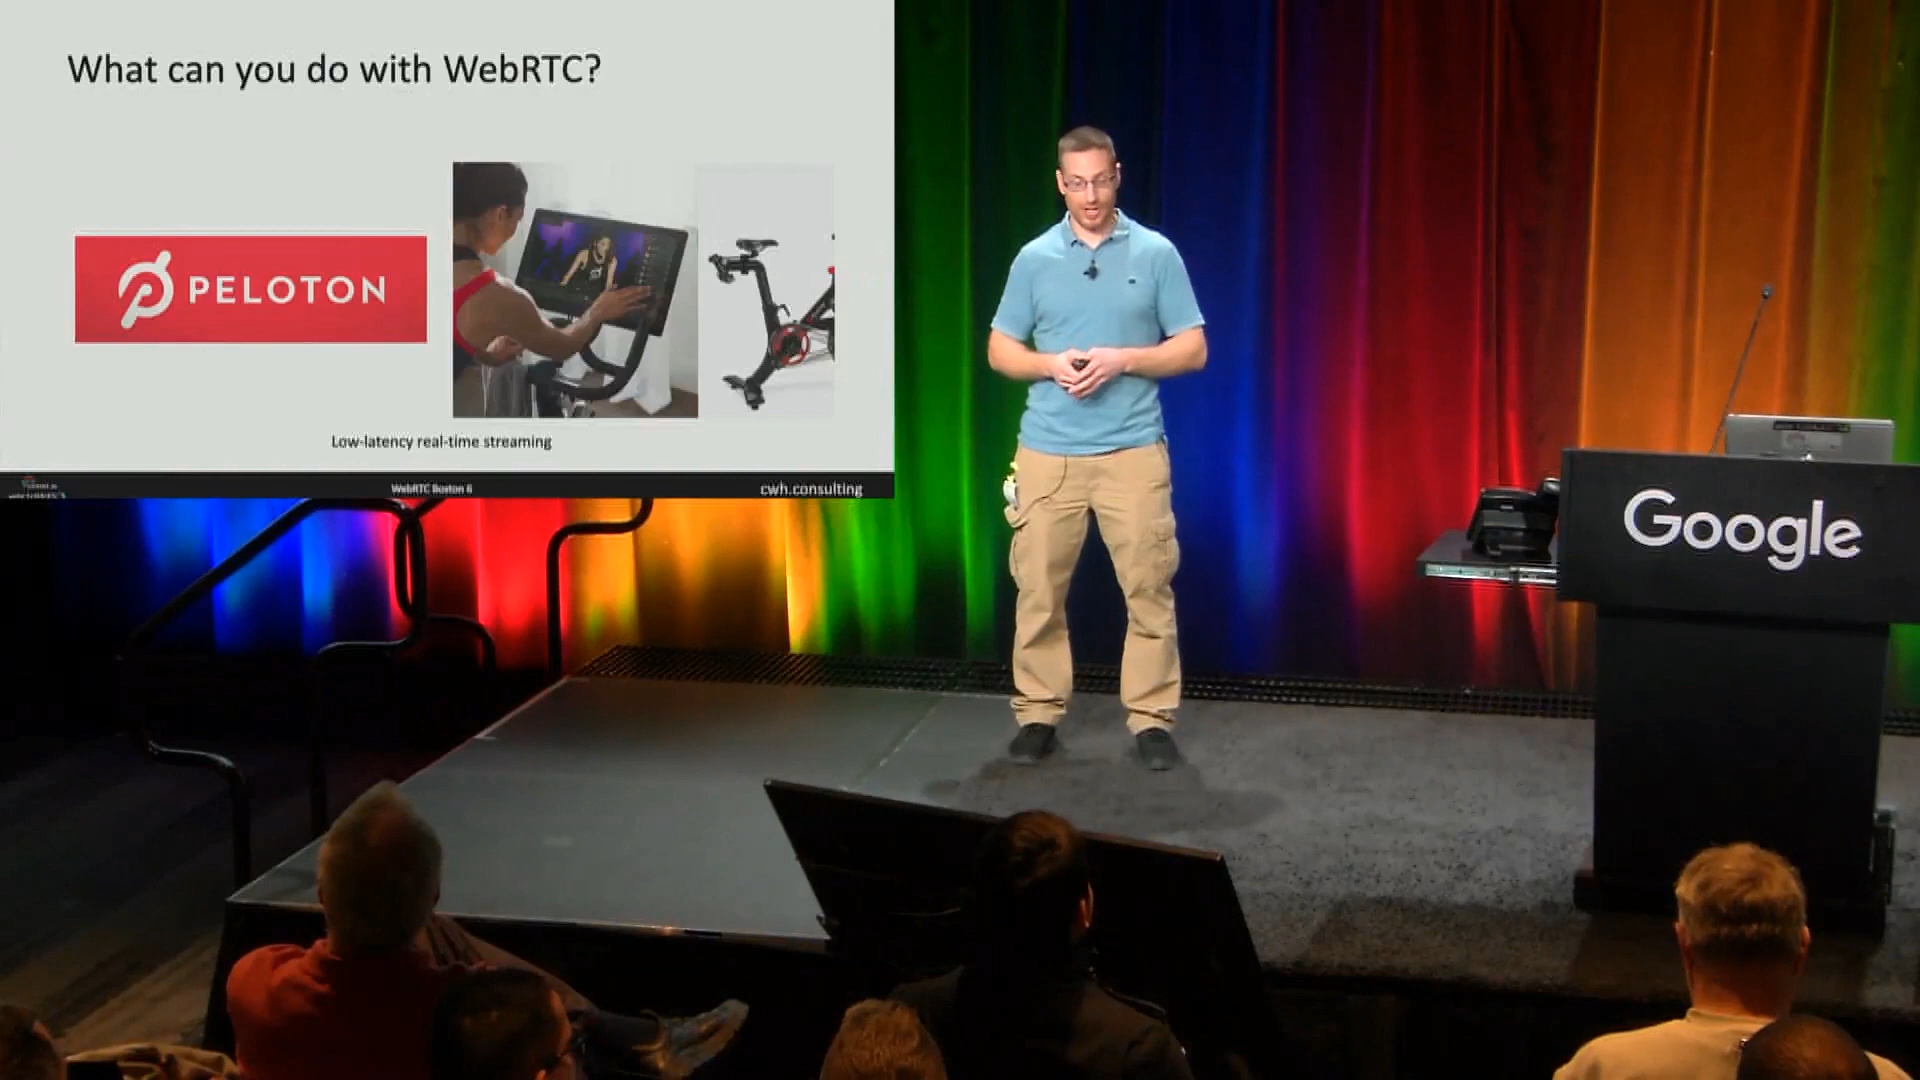 What can you do with WebRTC?
PELOTON
Low-latency real-time streaming
WebRTC Boston 6
cwh.consulting
Google